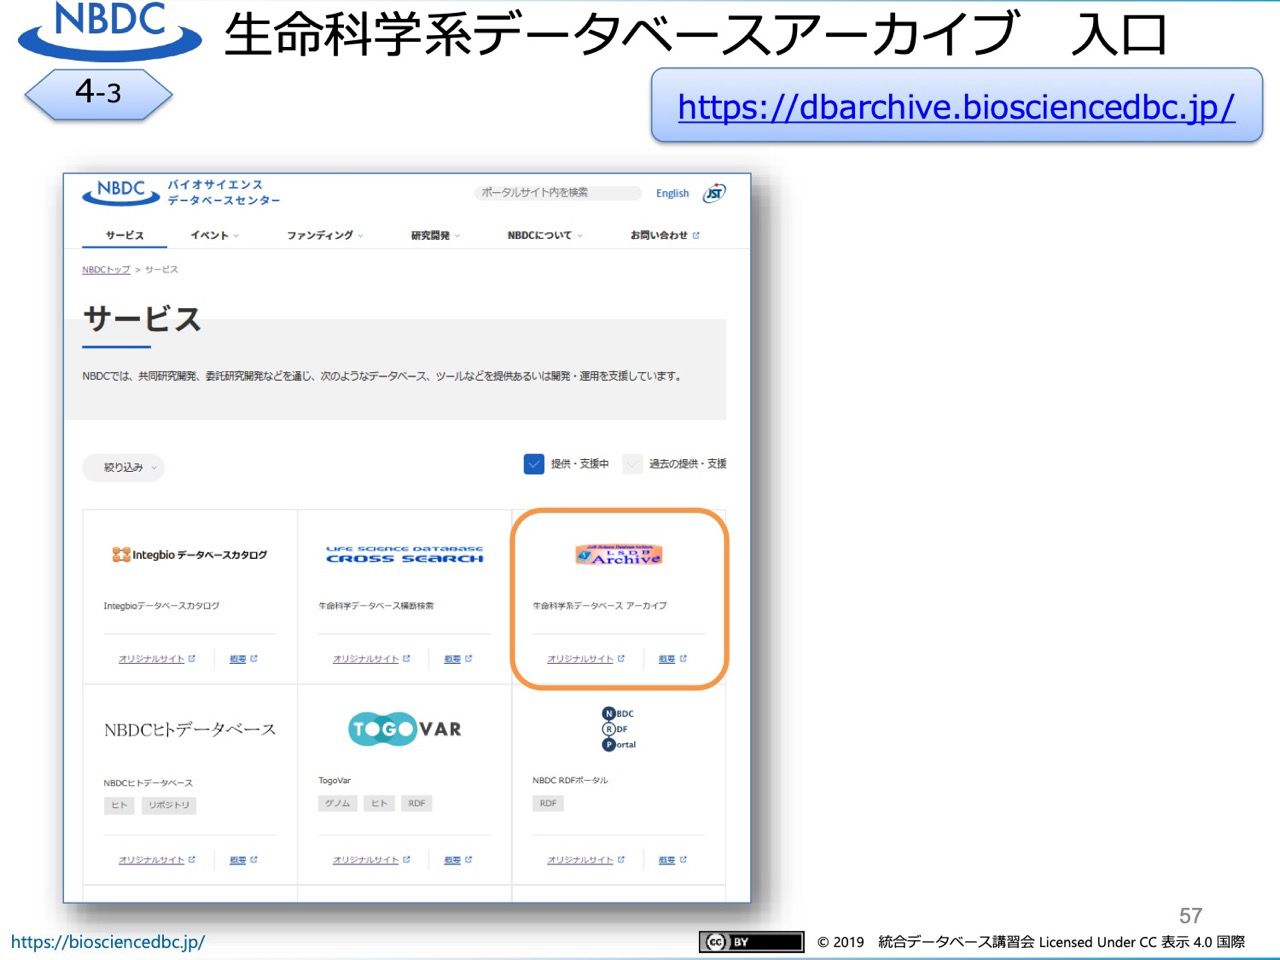 NBDC
生命科学系データベースアーカイブ　入口
4-3
https://dbarchive.biosciencedbc.jp/
NBDC バイオサイエンス
データベースセンター
ポータルサイト内を検索
English
JST
サービス
イベント
ファンディング
研究開発
NBDCについて
お問い合わせ
NBDCトップ > サービス
サービス
NBDCでは、共同研究開発、委託研究開発などを通じ、次のようなデータベース、ツールなどを提供あるいは開発・運用を支援しています。
絞り込み
提供・支援中
過去の提供・支援
Integbio データベースカタログ
Integbioデータベースカタログ
オリジナルサイト
概要
LIFE SCIENCE DATABASE
CROSS SEARCH
生命科学データベース横断検索
オリジナルサイト
概要
LSDB
Archive
生命科学系データベース アーカイブ
オリジナルサイト
概要
NBDCヒトデータベース
NBDCヒトデータベース
ヒト
リポジトリ
オリジナルサイト
概要
TOGO VAR
TogoVar
ゲノム
ヒト
RDF
オリジナルサイト
概要
NBDC
RDF
Portal
NBDC RDFポータル
RDF
オリジナルサイト
概要
57
https://biosciencedbc.jp/
cc BY
© 2019　統合データベース講習会 Licensed Under CC 表示 4.0 国際